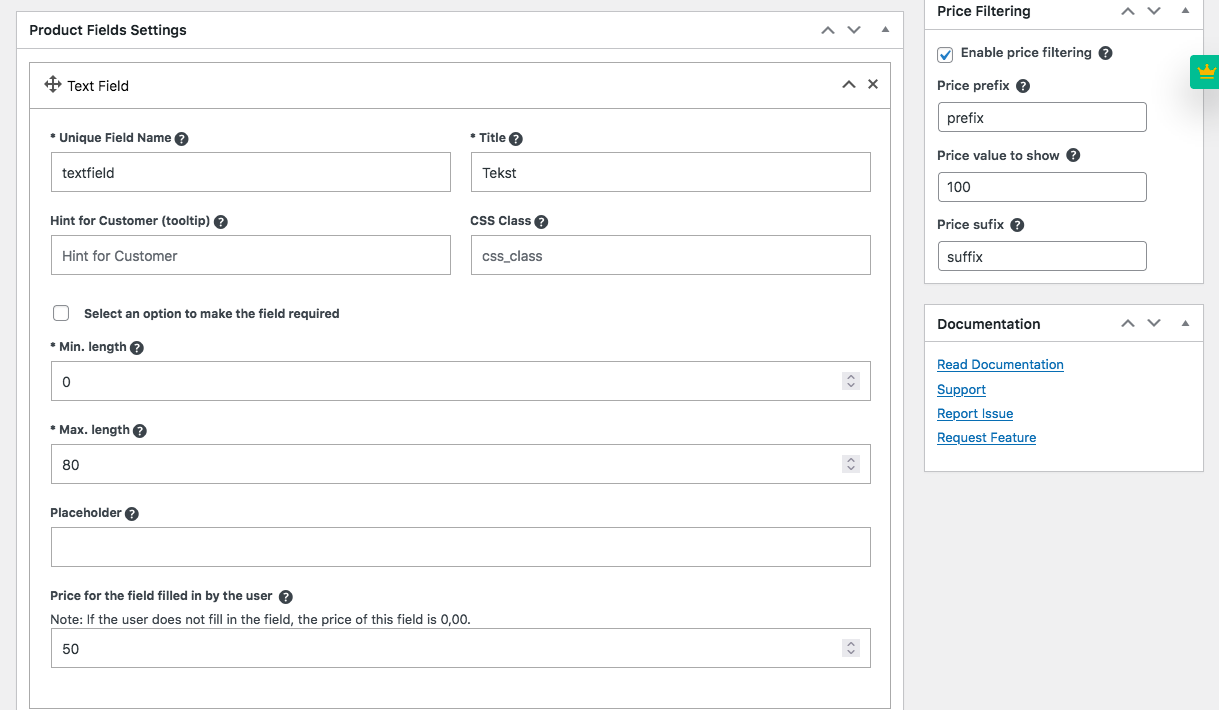 Product Fields Settings
Text Field
* Unique Field Name
* Title
textfield
Tekst
Hint for Customer (tooltip)
CSS Class
Hint for Customer
css_class
Select an option to make the field required
* Min. length
0
* Max. length
80
Placeholder
Price for the field filled in by the user
Note: If the user does not fill in the field, the price of this field is 0,00.
50
Price Filtering
Enable price filtering
Price prefix
prefix
Price value to show
100
Price sufix
suffix
Documentation
Read Documentation
Support
Report Issue
Request Feature